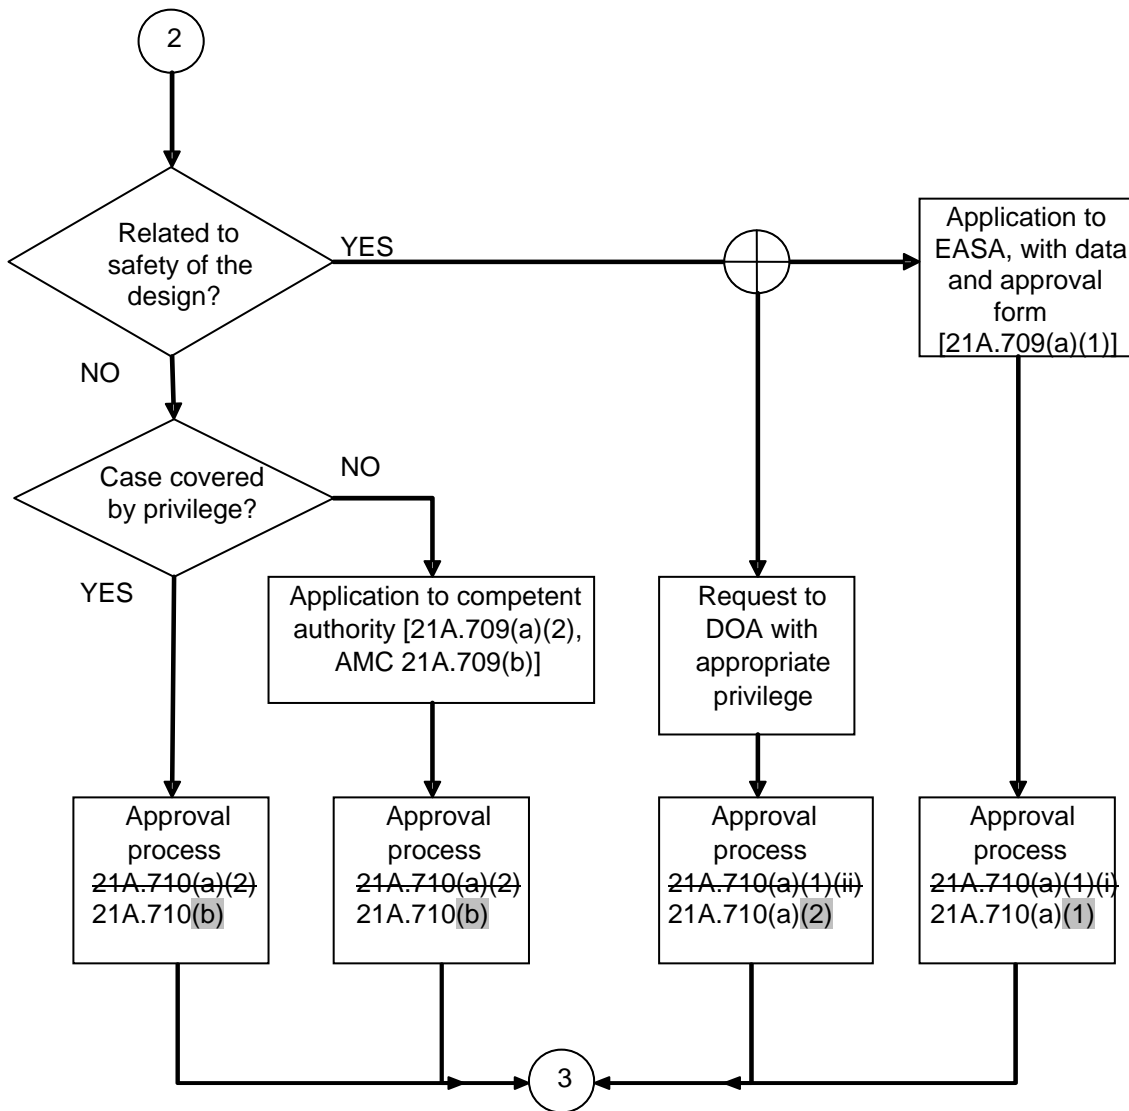 2
Related to
safety of the
design?
YES
Application to
EASA, with data
and approval
form
[21A.709(a)(1)]
NO
Case covered
by privilege?
NO
YES
Application to competent
authority [21A.709(a)(2),
AMC 21A.709(b)]
Request to
DOA with
appropriate
privilege
Approval
process
21A.710(a)(2)
21A.710(b)
Approval
process
21A.710(a)(2)
21A.710(b)
Approval
process
21A.710(a)(1)(ii)
21A.710(a)(2)
Approval
process
21A.710(a)(1)(i)
21A.710(a)(1)
3